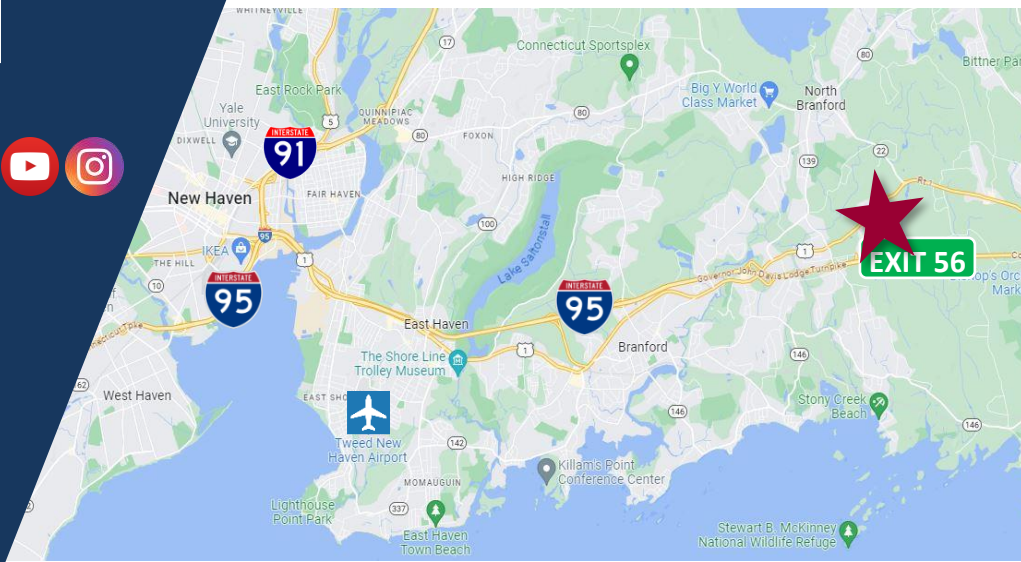 WHITNEYVILLE
17
Connecticut Sportsplex
80
Bittner Par
East Rock Park
Big Y World
Class Market
North
Branford
Yale
University
QUINNIPIAC
MEADOWS
5
80
DIXWELL
80
FOXON
INTERSTATE
91
139
22
HIGH RIDGE
Rt.1
New Haven
FAIR HAVEN
100
95
IKEA
1
Lake Saltonstall
1
THE HILL
EXIT 56
Governor John Davis Lodge Turnpike
INTERSTATE
95
INTERSTATE
95
10
Mark
East Haven
1
Branford
The Shore Line
Trolley Museum
146
West Haven
EAST SHO
Stony Creek
Beach
146
146
Tweed New
Haven Airport
142
Killam's Point
Conference Center
MOMAUGUIN
Lighthouse
Point Park
337
East Haven
Town Beach
Stewart B. McKinney
National Wildlife Refuge